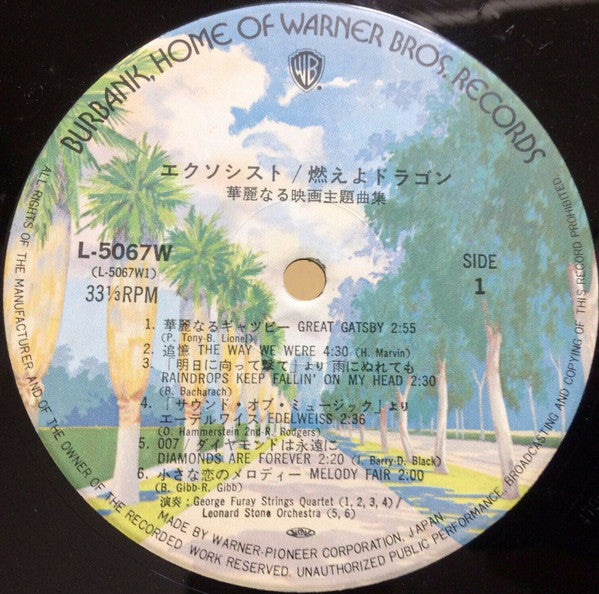 BURBANK, HOME OF WARNER BROS. RECORDS
WB
エクソシスト/燃えよドラゴン
華麗なる映画主題曲集
L-5067W
(L-5067W1)
33⅓RPM
SIDE
1
1. 華麗なるギャツビー GREAT GATSBY 2:55
(P. Tony-B. Lionel)
2. 追憶 THE WAY WE WERE 4:30 (H. Marvin)
3. 「明日に向って撃て」より 雨にぬれても
RAINDROPS KEEP FALLIN' ON MY HEAD 2:30
(B. Bacharach)
4. 「サウンド・オブ・ミュージック」より
エーデルワイス EDELWEISS 2:36
(O. Hammerstein 2nd-R. Rodgers)
5. 007/ダイヤモンドは永遠に
DIAMONDS ARE FOREVER 2:20 (J. Barry-D. Black)
6. 小さな恋のメロディー MELODY FAIR 2:00
(B. Gibb-R. Gibb)
演奏:George Furay Strings Quartet (1, 2, 3, 4)/
Leonard Stone Orchestra (5, 6)
MADE BY WARNER-PIONEER CORPORATION, JAPAN
ALL RIGHTS OF THE MANUFACTURER AND OF THE OWNER OF THE RECORDED WORK RESERVED. UNAUTHORIZED PUBLIC PERFORMANCE, BROADCASTING AND COPYING OF THIS RECORD PROHIBITED.